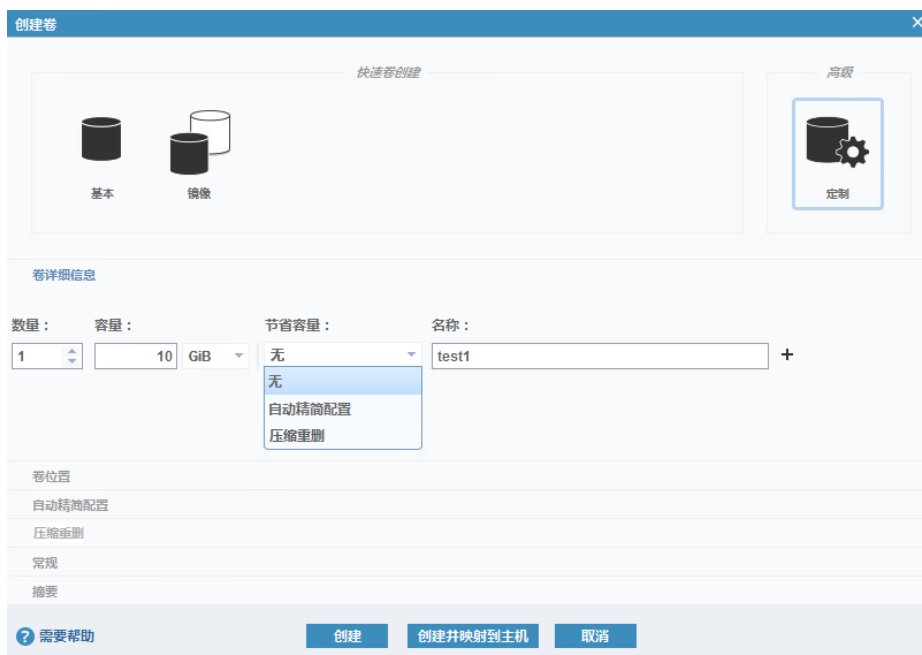 创建卷
快速卷创建
高级
基本
镜像
定制
卷详细信息
数量：
容量：
节省容量：
名称：
1
10
GiB
无
test1
无
自动精简配置
压缩重删
卷位置
自动精简配置
压缩重删
常规
摘要
需要帮助
创建
创建并映射到主机
取消